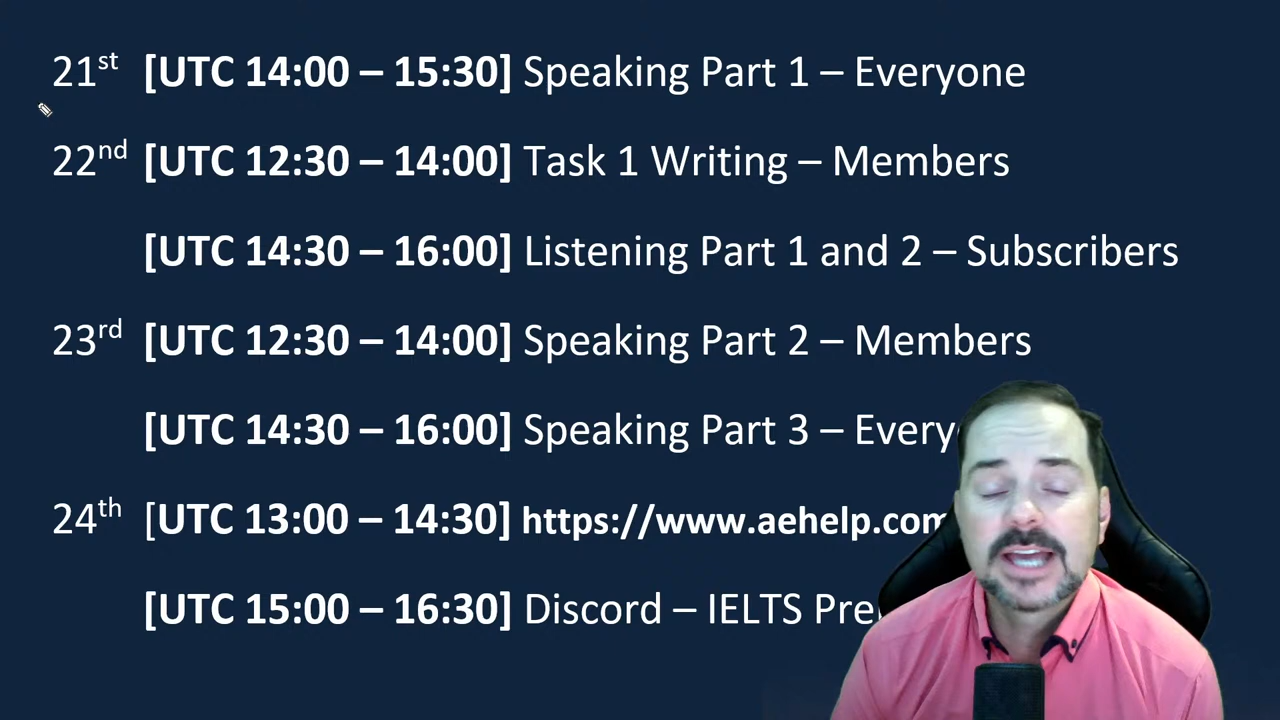 21st [UTC 14:00 – 15:30] Speaking Part 1 – Everyone
22nd [UTC 12:30 – 14:00] Task 1 Writing – Members
[UTC 14:30 – 16:00] Listening Part 1 and 2 – Subscribers
23rd [UTC 12:30 – 14:00] Speaking Part 2 – Members
[UTC 14:30 – 16:00] Speaking Part 3 –
24th [UTC 13:00 – 14:30] https://www.aehelp.com
[UTC 15:00 – 16:30] Discord – IELTS